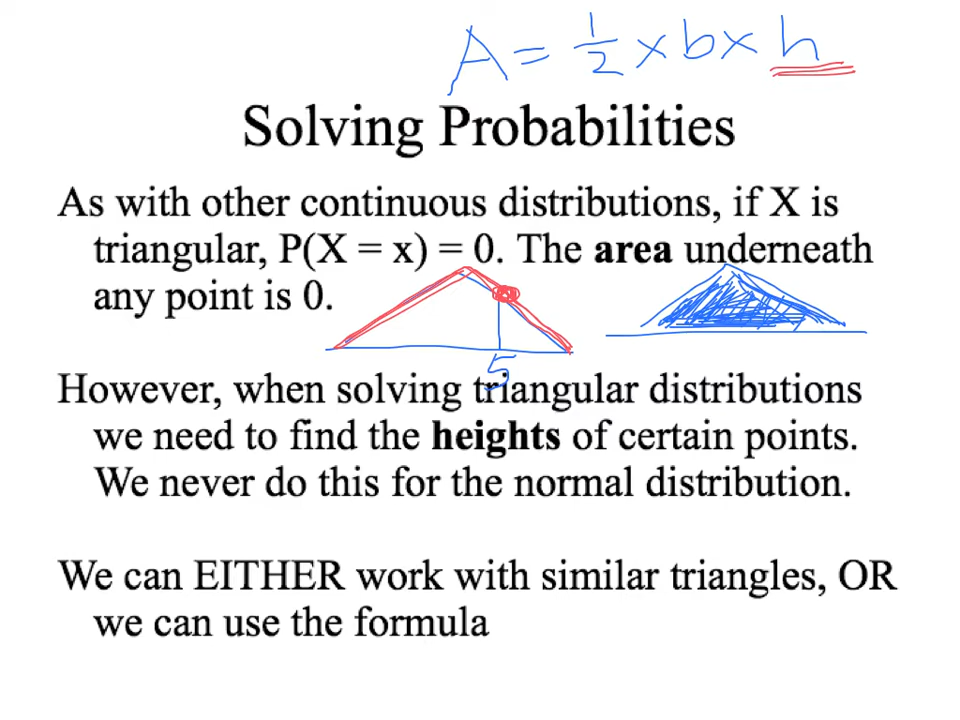 A = 1/2 x b x h
Solving Probabilities
As with other continuous distributions, if X is
triangular, P(X = x) = 0. The area underneath
any point is 0.
5
However, when solving triangular distributions
we need to find the heights of certain points.
We never do this for the normal distribution.
We can EITHER work with similar triangles, OR
we can use the formula